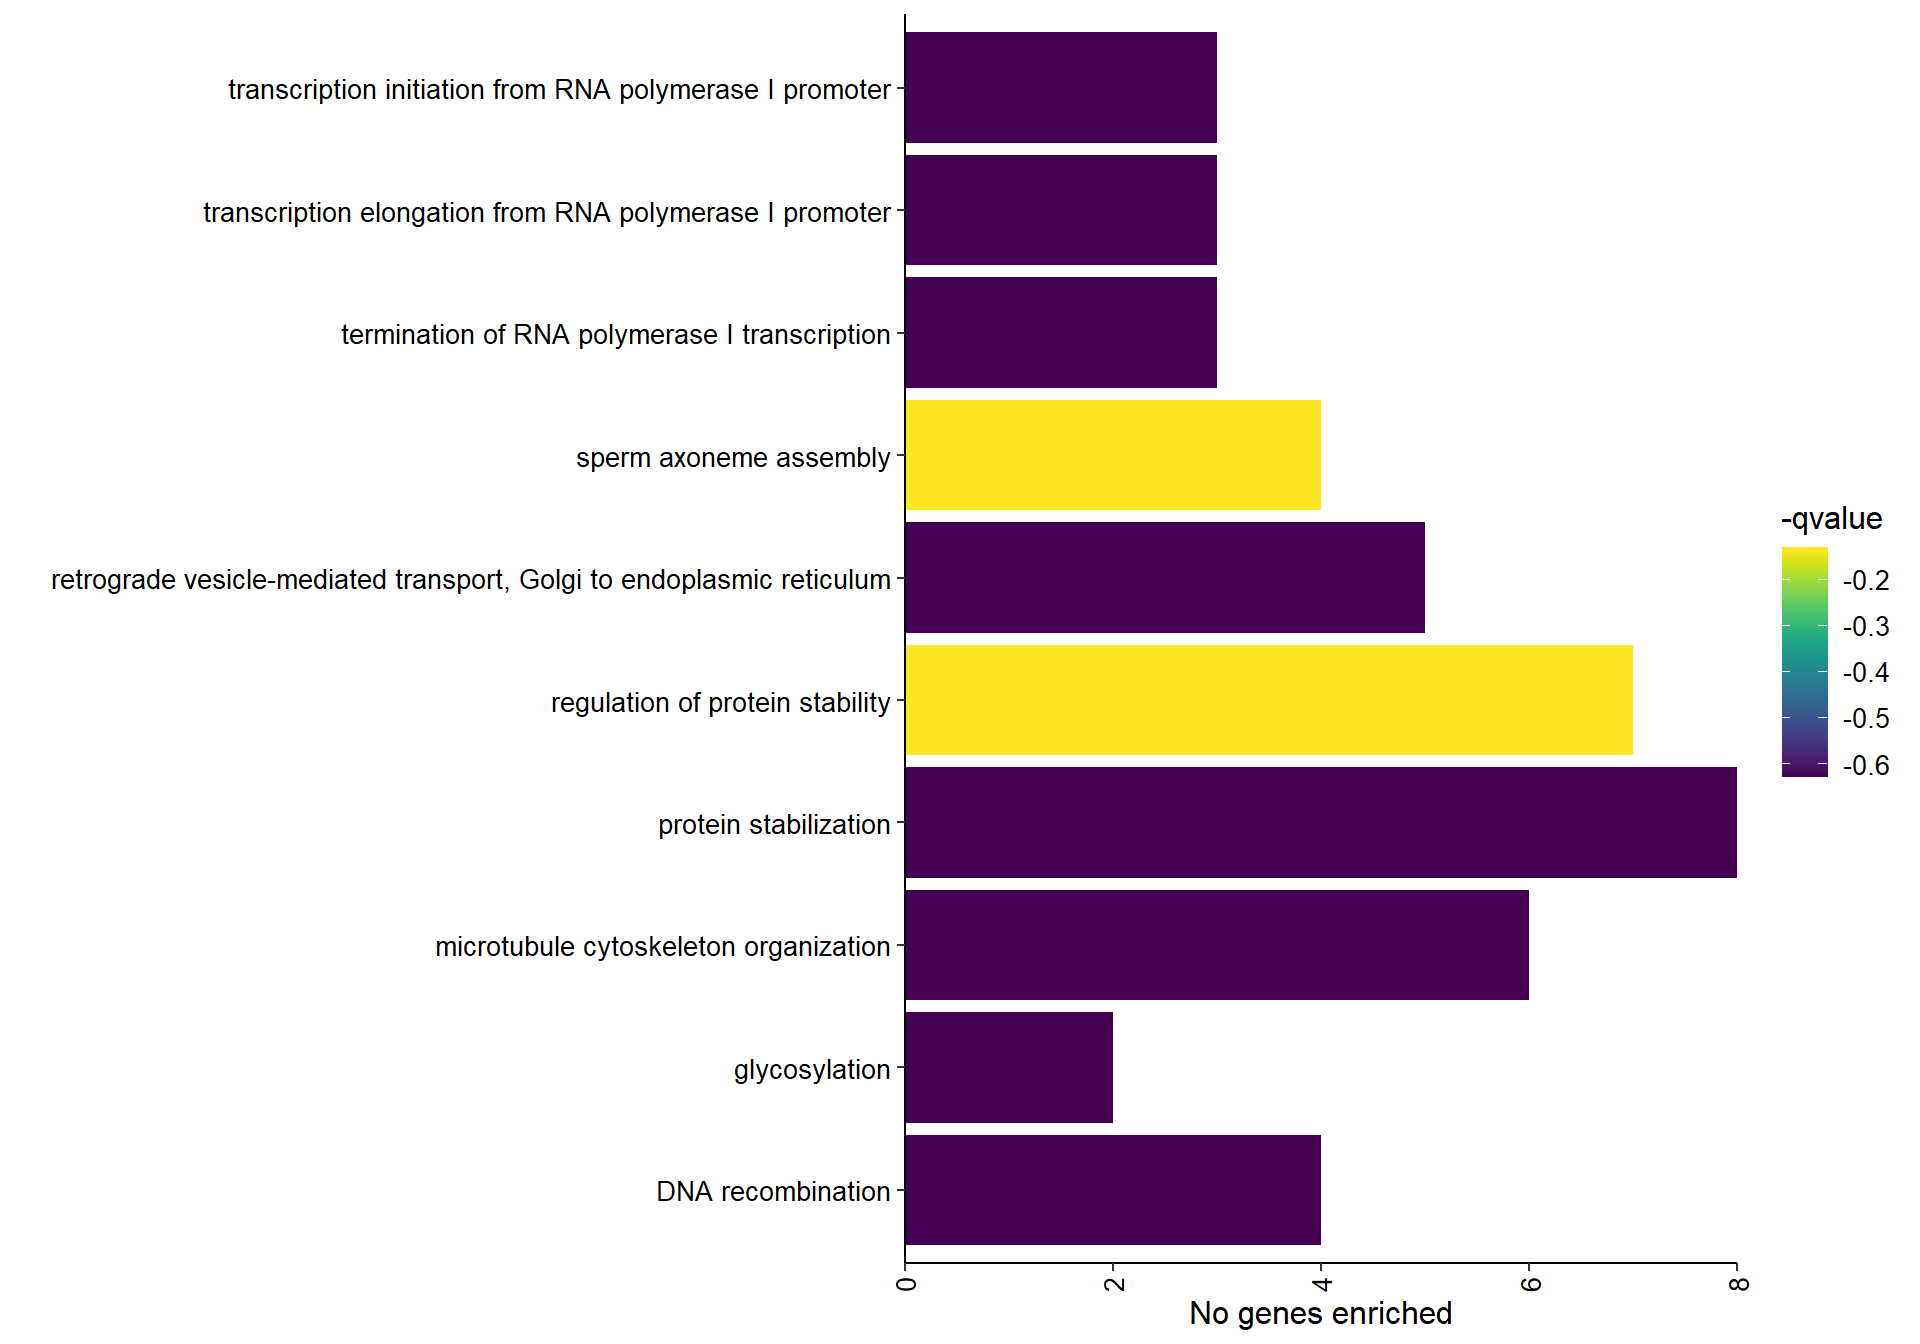 transcription initiation from RNA polymerase I promoter
transcription elongation from RNA polymerase I promoter
termination of RNA polymerase I transcription
sperm axoneme assembly
retrograde vesicle-mediated transport, Golgi to endoplasmic reticulum
regulation of protein stability
protein stabilization
microtubule cytoskeleton organization
glycosylation
DNA recombination
0
2
4
6
8
No genes enriched
-qvalue
-0.2
-0.3
-0.4
-0.5
-0.6